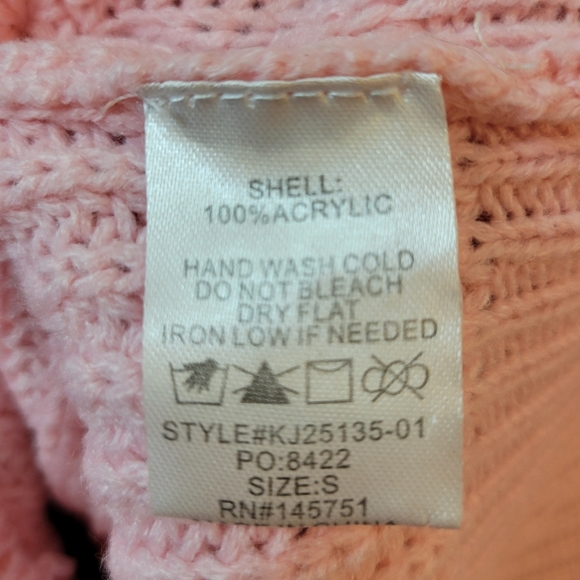 SHELL:
100%ACRYLIC
HAND WASH COLD
DO NOT BLEACH
DRY FLAT
IRON LOW IF NEEDED
STYLE#KJ25135-01
PO:8422
SIZE:S
RN#145751